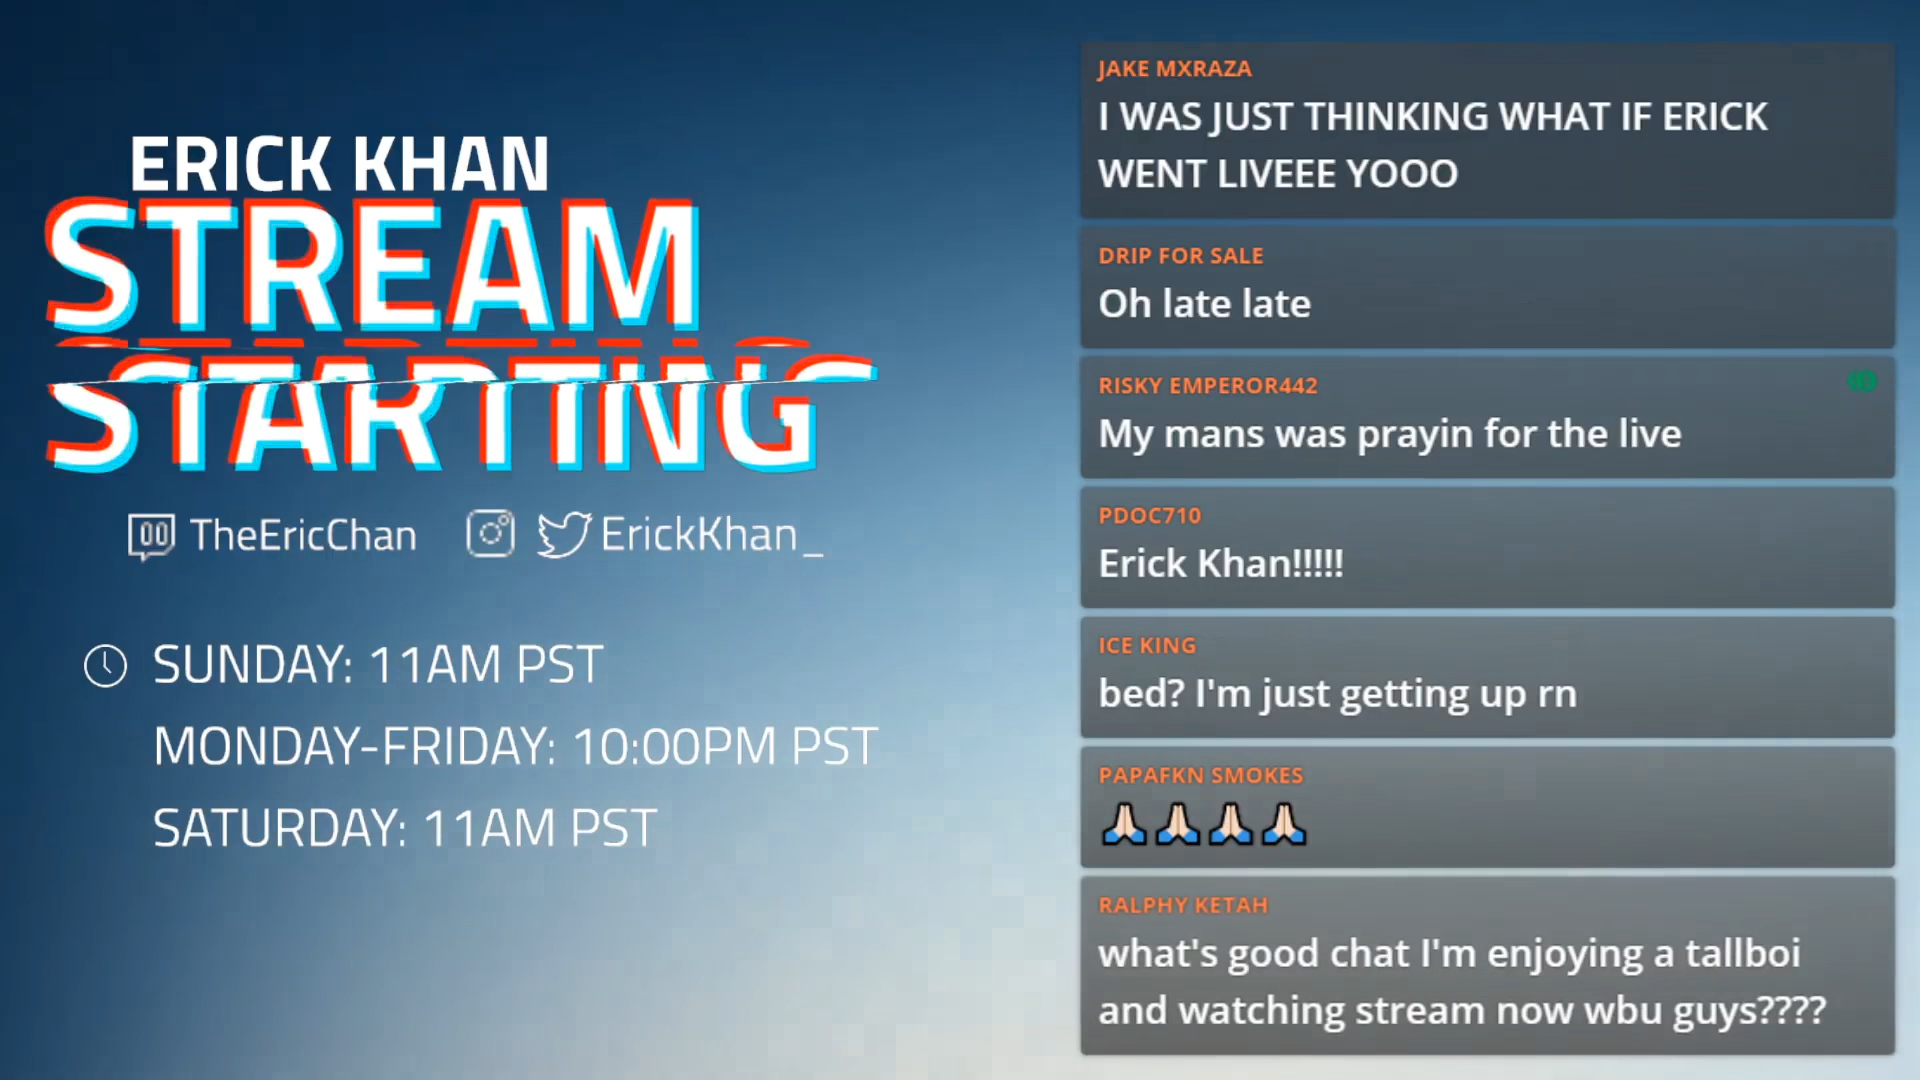 ERICK KHAN
STREAM
STARTING
TheEricChan ErickKhan_
SUNDAY: 11AM PST
MONDAY-FRIDAY: 10:00PM PST
SATURDAY: 11AM PST
JAKE MXRAZA
I WAS JUST THINKING WHAT IF ERICK
WENT LIVEEE YOOO
DRIP FOR SALE
Oh late late
RISKY EMPEROR442
My mans was prayin for the live
PDOC710
Erick Khan!!!!!
ICE KING
bed? I'm just getting up rn
PAPAFKN SMOKES
🙏🏻🙏🏻🙏🏻🙏🏻
RALPHY KETAH
what's good chat I'm enjoying a tallboi
and watching stream now wbu guys????